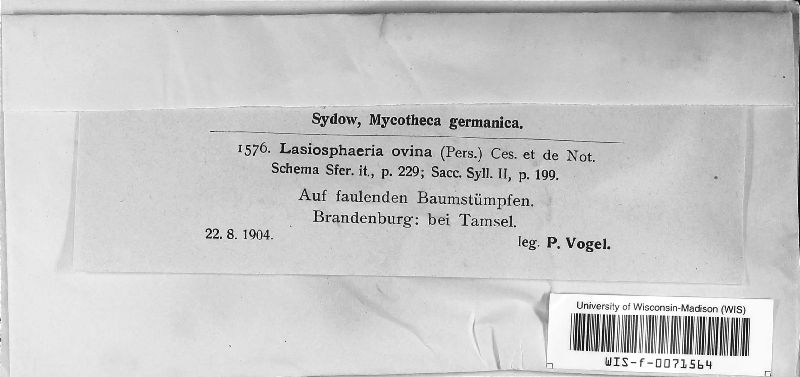 Sydow, Mycotheca germanica.
1576. Lasiosphaeria ovina (Pers.) Ces. et de Not.
Schema Sfer. it., p. 229; Sacc. Syll. II, p. 199.
Auf faulenden Baumstümpfen.
Brandenburg: bei Tamsel.
22. 8. 1904. leg. P. Vogel.
University of Wisconsin-Madison (WIS)
WIS-f-0071564